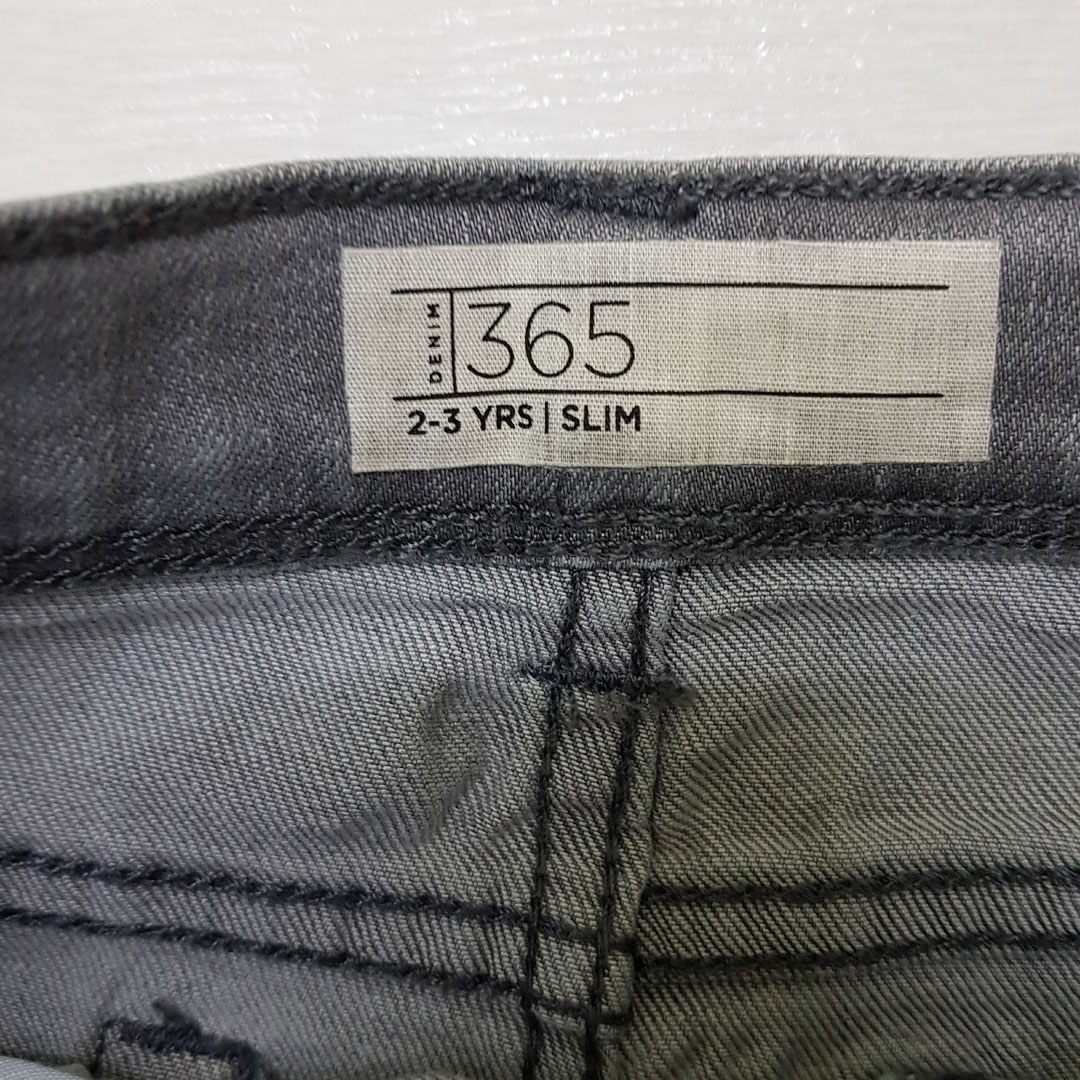 DENIM
365
2-3 YRS | SLIM